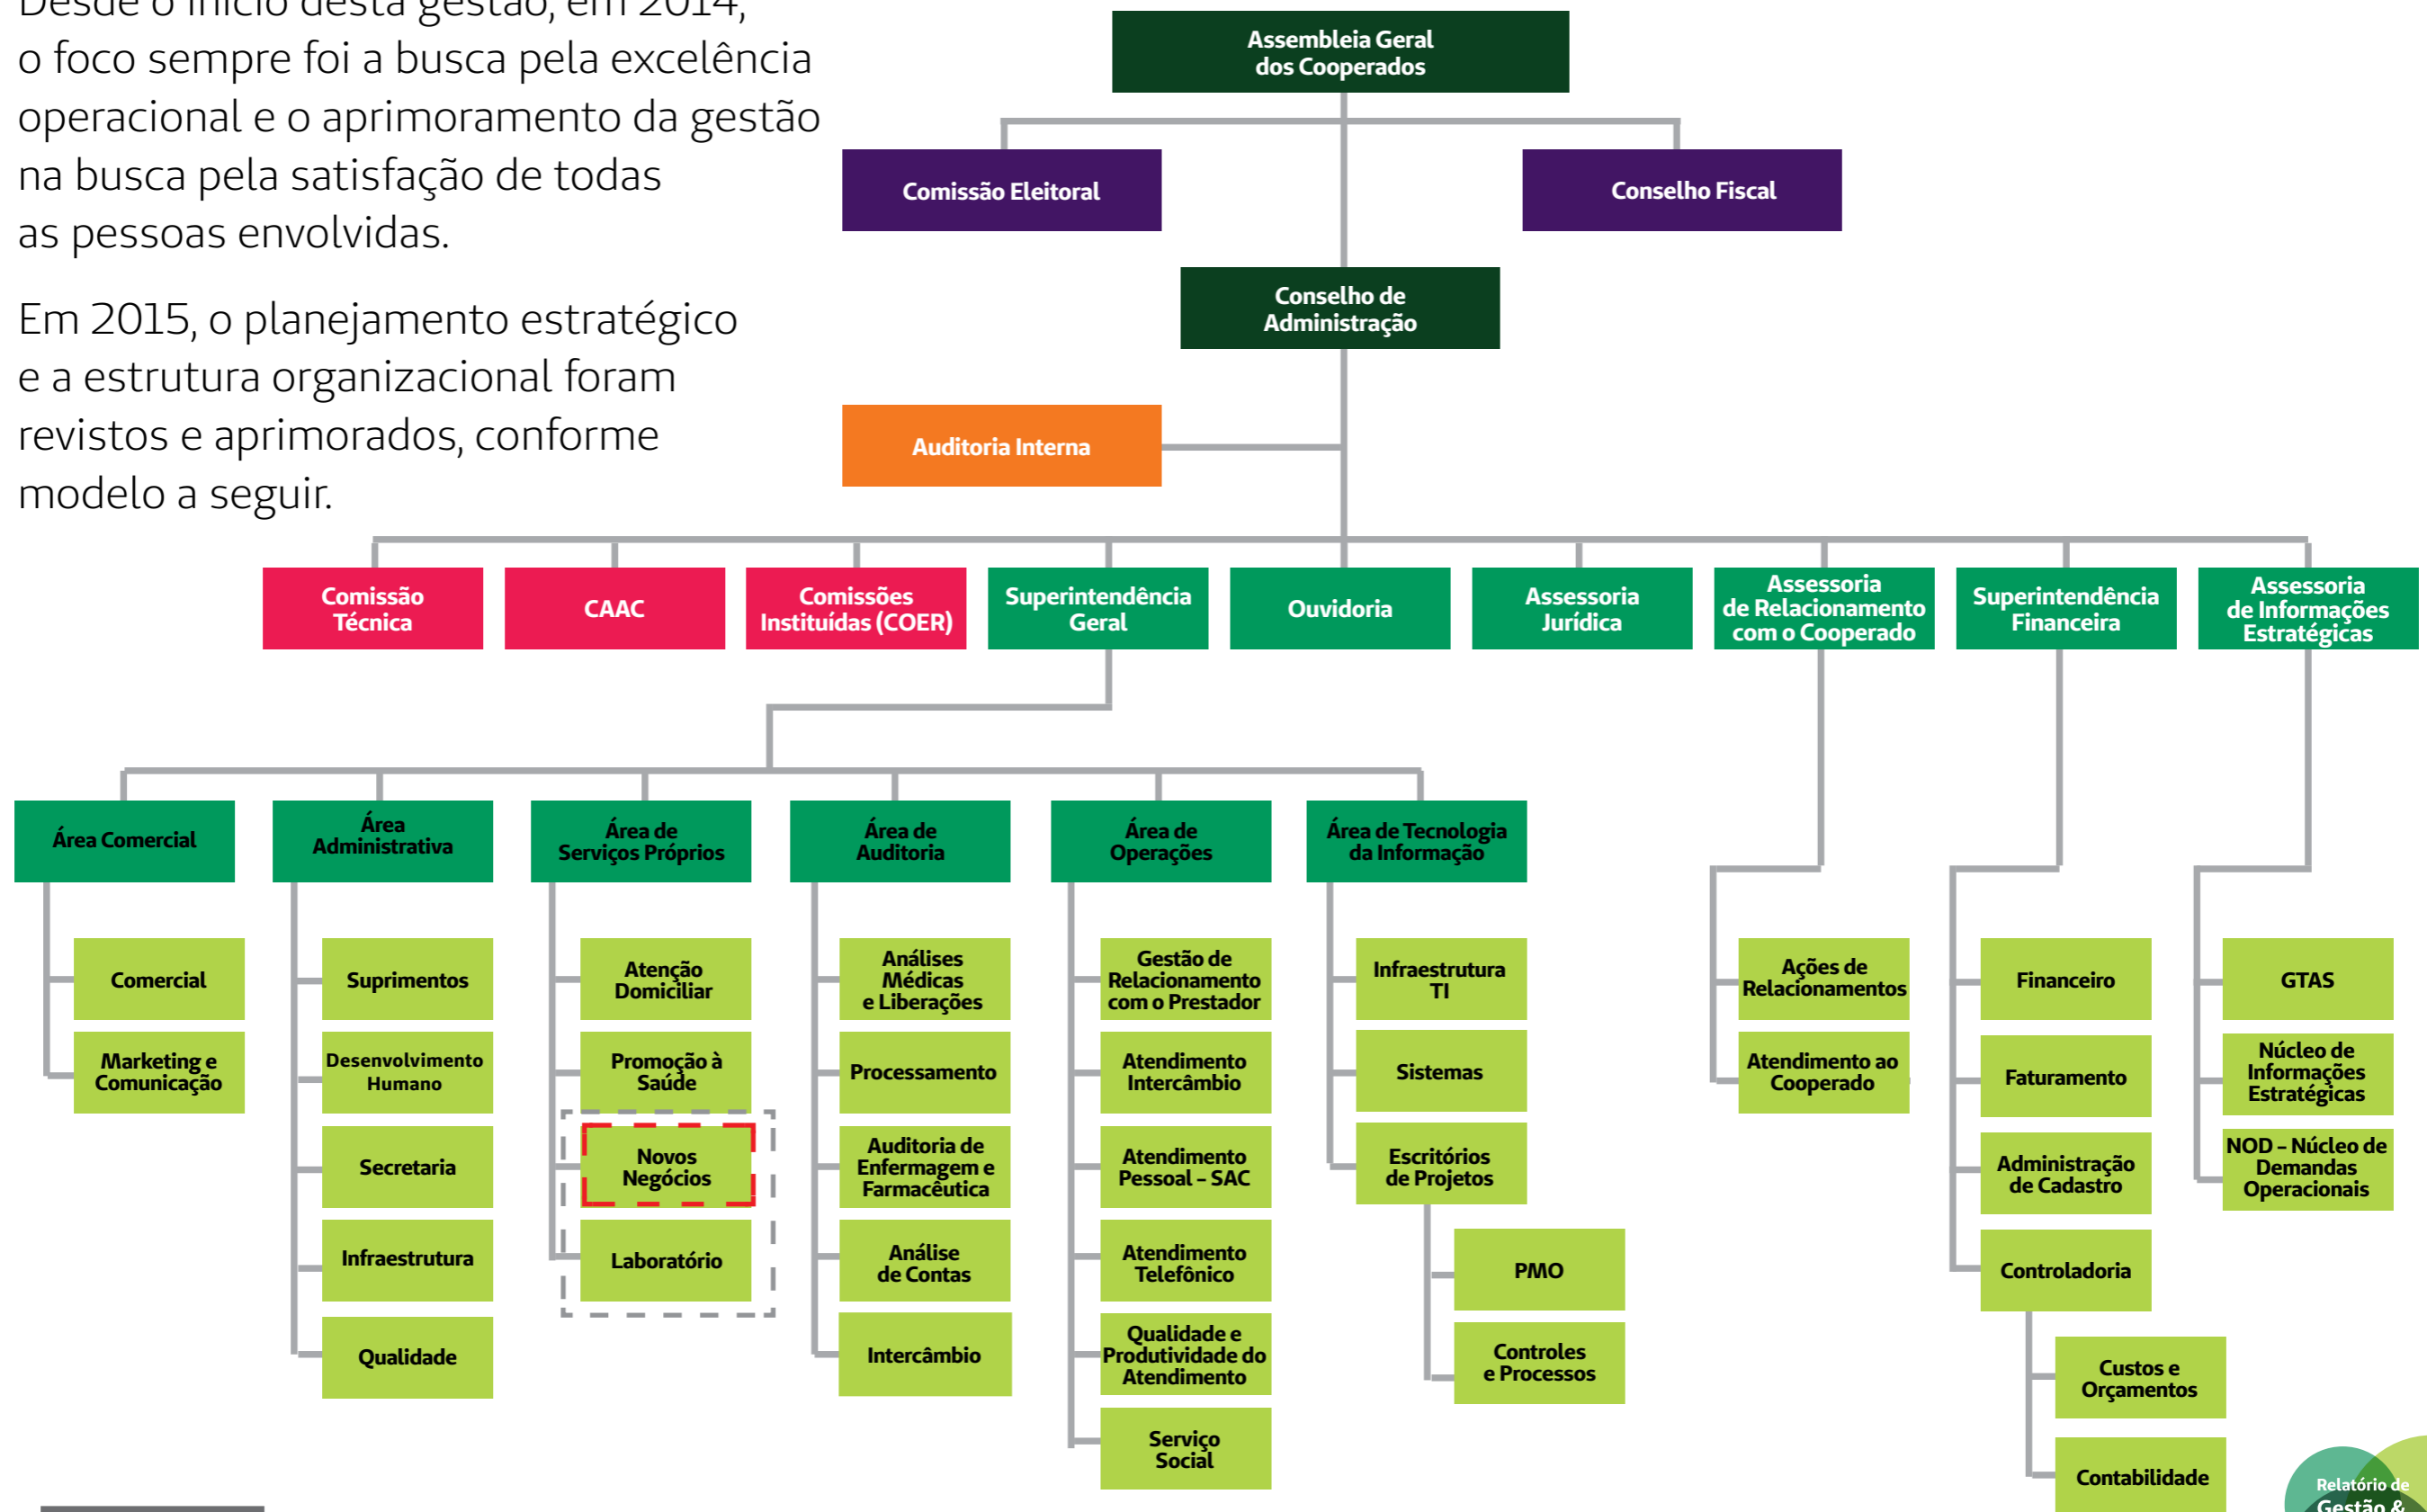 Desde o início desta gestão, em 2014,
o foco sempre foi a busca pela excelência
operacional e o aprimoramento da gestão
na busca pela satisfação de todas
as pessoas envolvidas.
Em 2015, o planejamento estratégico
e a estrutura organizacional foram
revistos e aprimorados, conforme
modelo a seguir.
Assembleia Geral
dos Cooperados
Comissão Eleitoral
Conselho Fiscal
Conselho de
Administração
Auditoria Interna
Comissão
Técnica
CAAC
Comissões
Instituídas (COER)
Superintendência
Geral
Ouvidoria
Assessoria
Jurídica
Assessoria
de Relacionamento
com o Cooperado
Superintendência
Financeira
Assessoria
de Informações
Estratégicas
Área Comercial
Área
Administrativa
Área de
Serviços Próprios
Área de
Auditoria
Área de
Operações
Área de Tecnologia
da Informação
Comercial
Marketing e
Comunicação
Suprimentos
Desenvolvimento
Humano
Secretaria
Infraestrutura
Qualidade
Atenção
Domiciliar
Promoção à
Saúde
Novos
Negócios
Laboratório
Análises
Médicas
e Liberações
Processamento
Auditoria de
Enfermagem e
Farmacêutica
Análise
de Contas
Intercâmbio
Gestão de
Relacionamento
com o Prestador
Atendimento
Intercâmbio
Atendimento
Pessoal – SAC
Atendimento
Telefônico
Qualidade e
Produtividade do
Atendimento
Serviço
Social
Infraestrutura
TI
Sistemas
Escritórios
de Projetos
PMO
Controles
e Processos
Ações de
Relacionamentos
Atendimento ao
Cooperado
Financeiro
Faturamento
Administração
de Cadastro
Controladoria
Custos e
Orçamentos
Contabilidade
GTAS
Núcleo de
Informações
Estratégicas
NOD – Núcleo de
Demandas
Operacionais
Relatório de
Gestão &